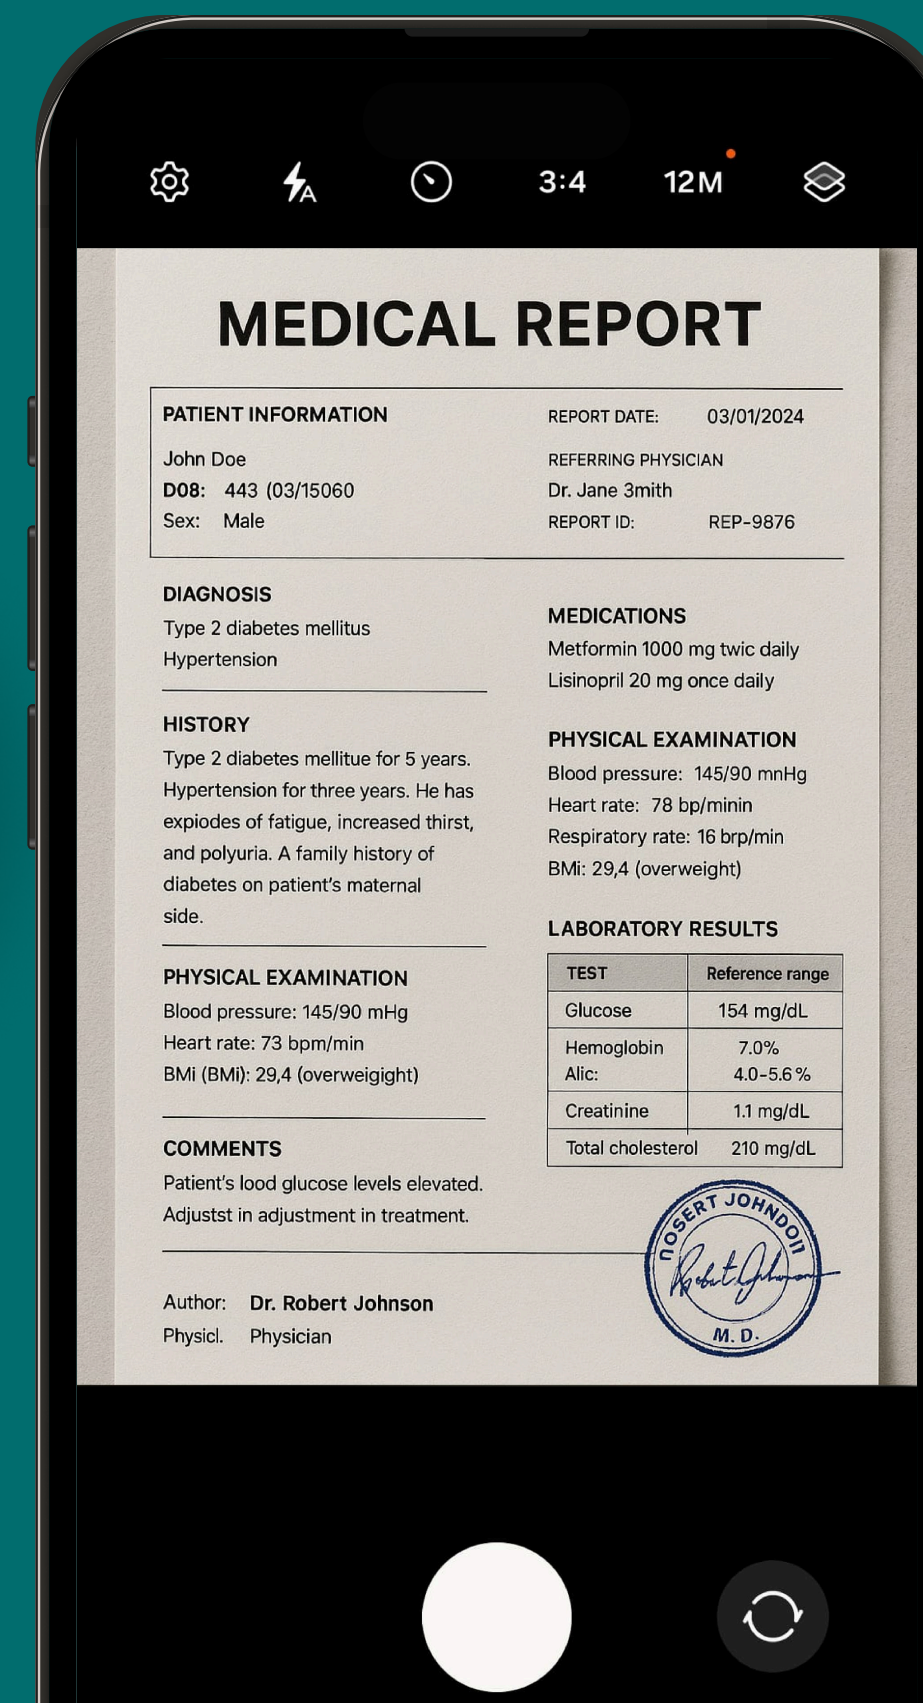 3:4
12M
MEDICAL REPORT
PATIENT INFORMATION
John Doe
D08: 443 (03/15060
Sex: Male
REPORT DATE: 03/01/2024
REFERRING PHYSICIAN
Dr. Jane 3mith
REPORT ID: REP-9876
DIAGNOSIS
Type 2 diabetes mellitus
Hypertension
HISTORY
Type 2 diabetes mellitue for 5 years.
Hypertension for three years. He has
expiodes of fatigue, increased thirst,
and polyuria. A family history of
diabetes on patient's maternal
side.
PHYSICAL EXAMINATION
Blood pressure: 145/90 mHg
Heart rate: 73 bpm/min
BMi (BMi): 29,4 (overweigight)
COMMENTS
Patient's lood glucose levels elevated.
Adjustst in adjustment in treatment.
MEDICATIONS
Metformin 1000 mg twic daily
Lisinopril 20 mg once daily
PHYSICAL EXAMINATION
Blood pressure: 145/90 mnHg
Heart rate: 78 bp/minin
Respiratory rate: 16 brp/min
BMi: 29,4 (overweight)
LABORATORY RESULTS
TEST Reference range
Glucose 154 mg/dL
Hemoglobin 7.0%
Alic: 4.0-5.6%
Creatinine 1.1 mg/dL
Total cholesterol 210 mg/dL
Author: Dr. Robert Johnson
Physicl. Physician
M.D.